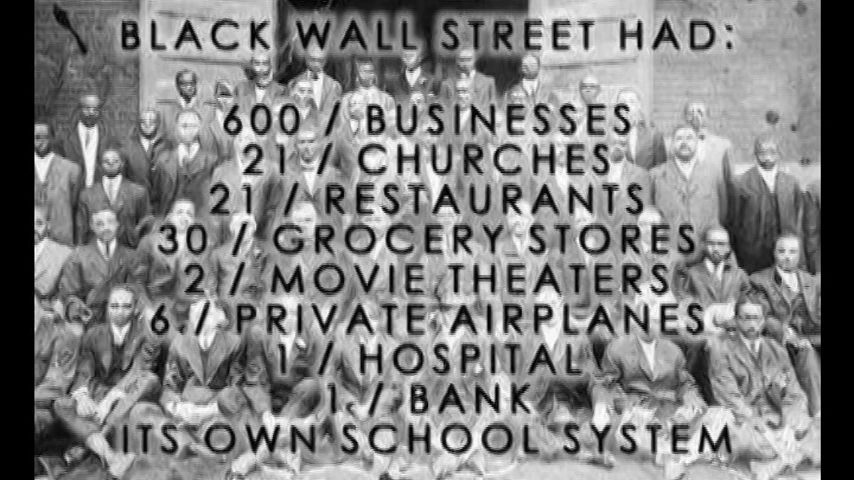 BLACK WALL STREET HAD:
600 / BUSINESSES
21 / CHURCHES
21 / RESTAURANTS
30 / GROCERY STORES
2 / MOVIE THEATERS
6 / PRIVATE AIRPLANES
1 / HOSPITAL
1 / BANK
ITS OWN SCHOOL SYSTEM